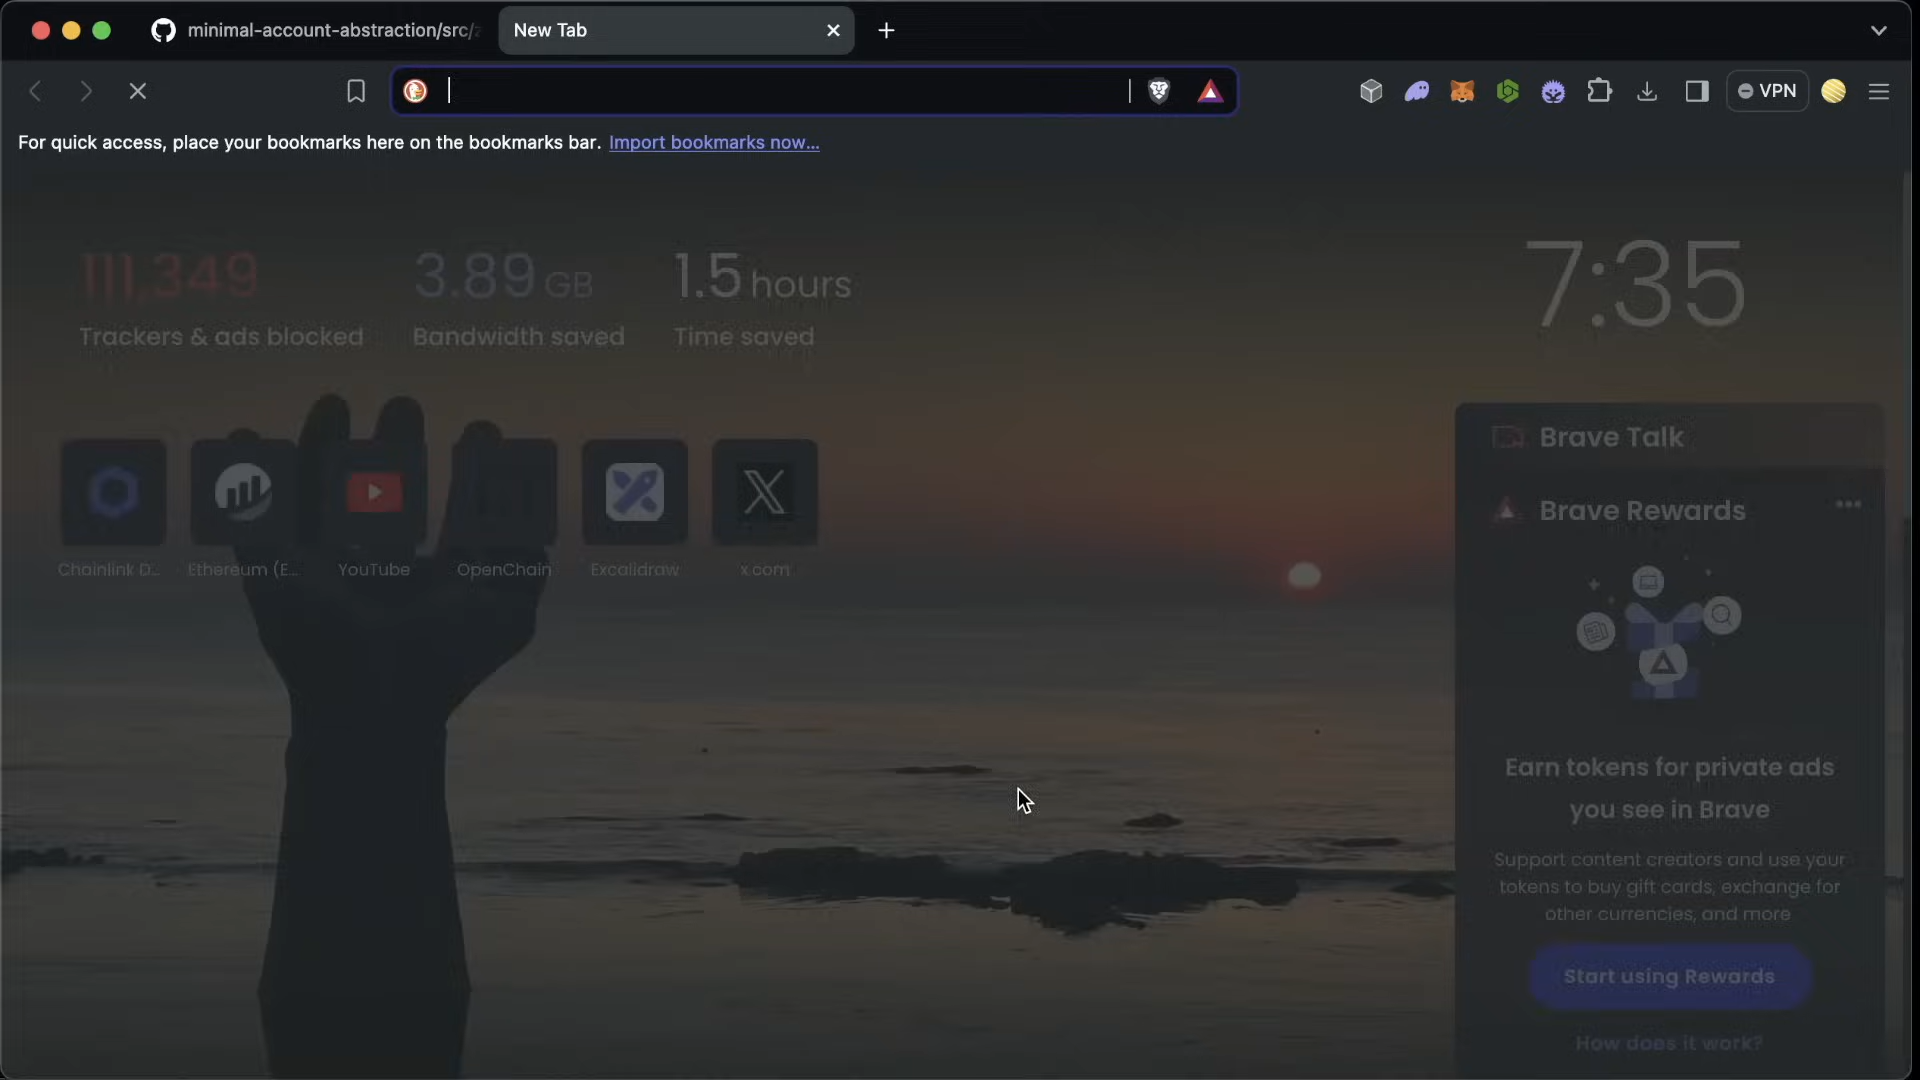 minimal-account-abstraction/src/z
New Tab
VPN
For quick access, place your bookmarks here on the bookmarks bar. Import bookmarks now...
111,349
3.89 GB
1.5 hours
7:35
Trackers & ads blocked
Bandwidth saved
Time saved
Brave Talk
Brave Rewards
Chainlink D...
Ethereum (E...
YouTube
OpenChain
Excalidraw
x.com
Earn tokens for private ads
you see in Brave
Support content creators and use your
tokens to buy gift cards, exchange for
other currencies, and more
Start using Rewards
How does it work?